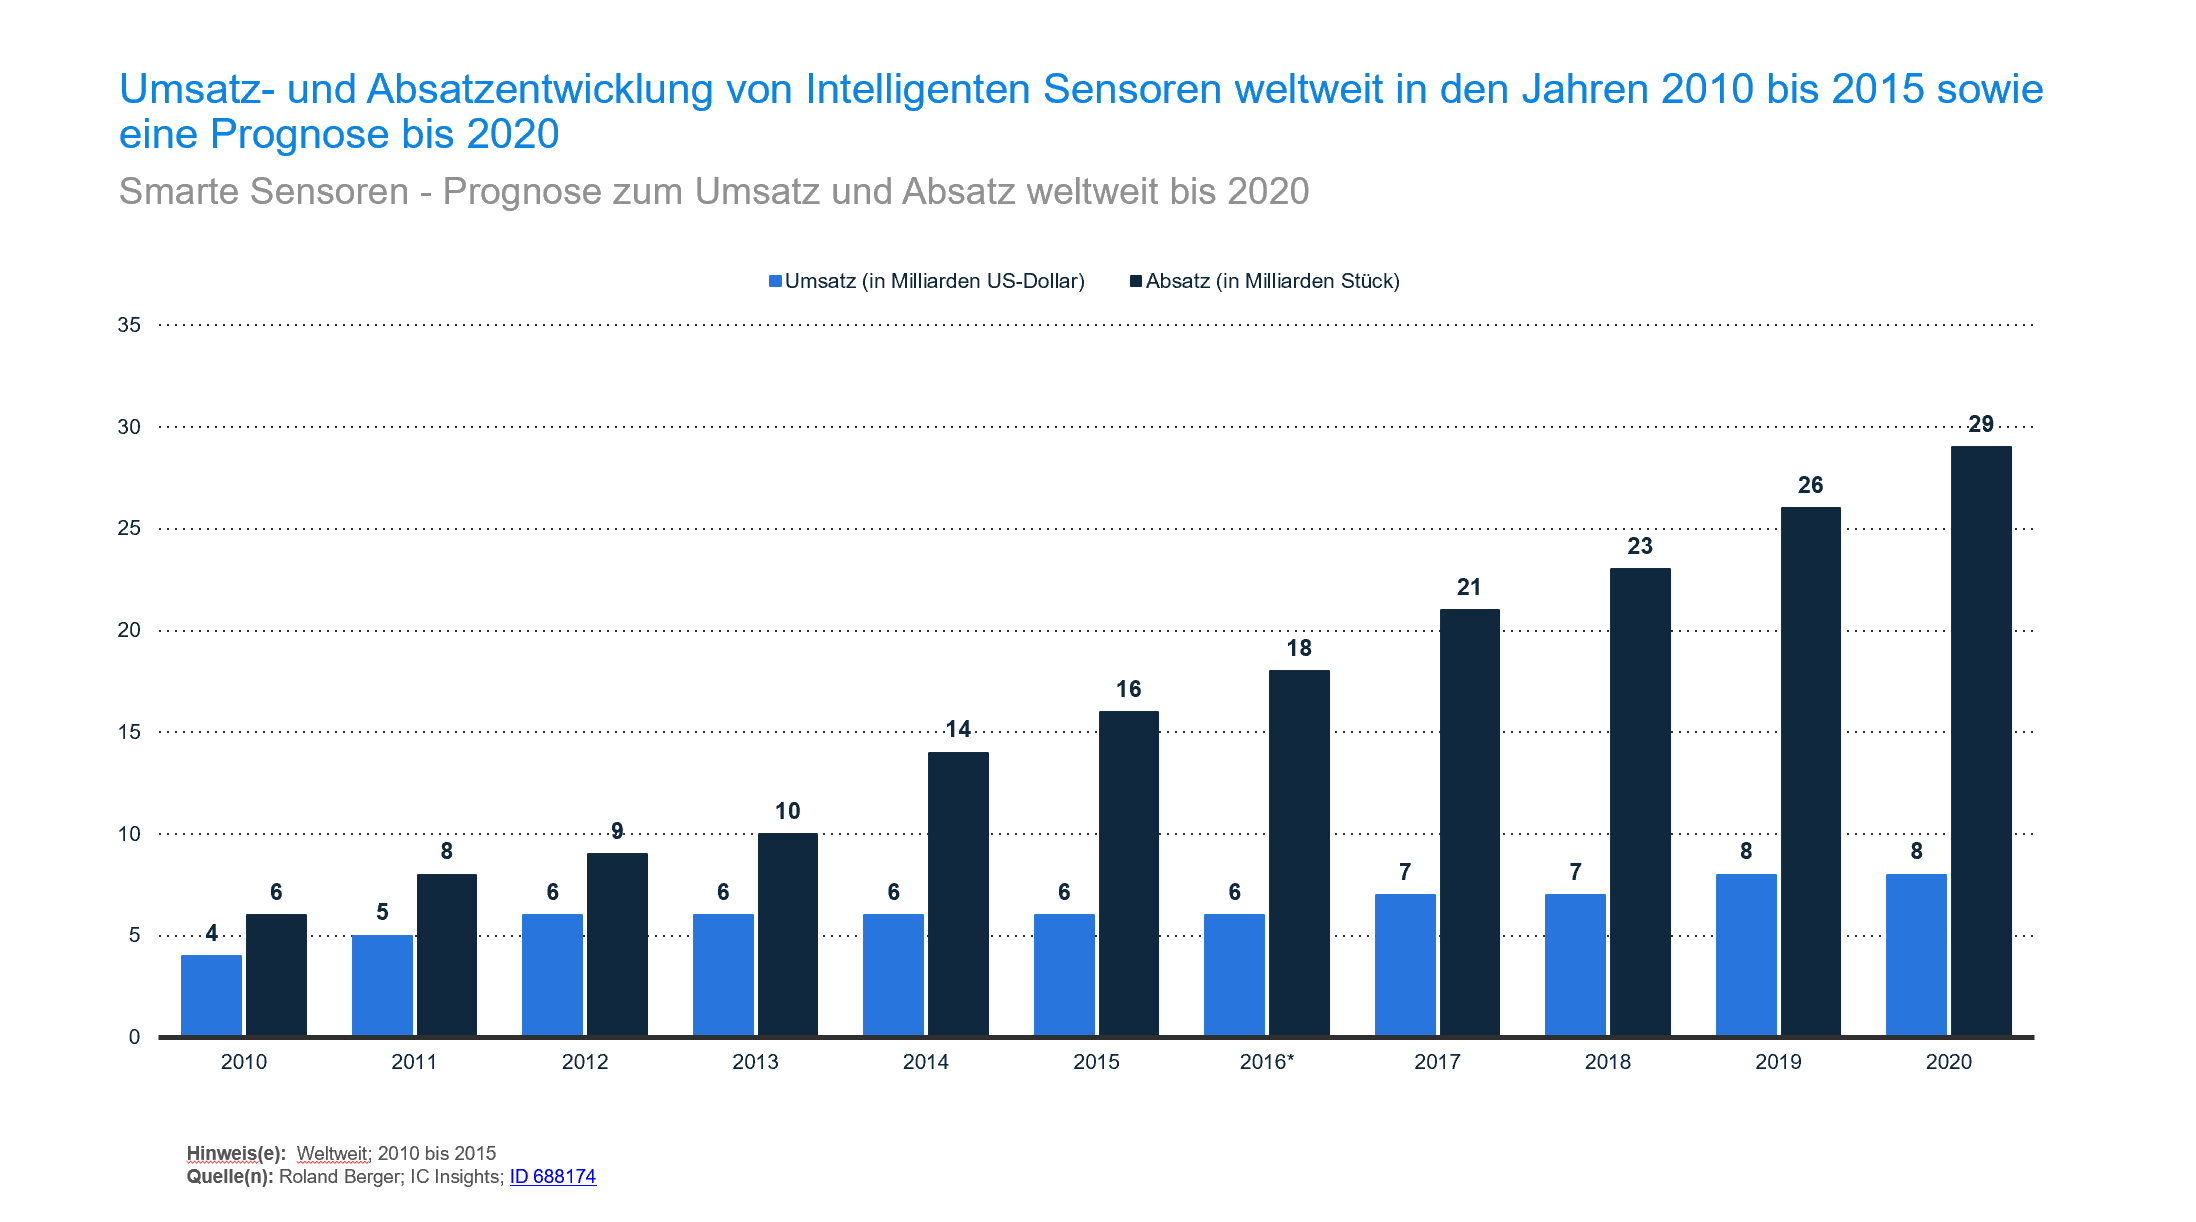 Umsatz- und Absatzentwicklung von Intelligenten Sensoren weltweit in den Jahren 2010 bis 2015 sowie
eine Prognose bis 2020
Smarte Sensoren - Prognose zum Umsatz und Absatz weltweit bis 2020
Umsatz (in Milliarden US-Dollar) Absatz (in Milliarden Stück)
35
30
25
20
15
10
5
0
4 6
5 8
6 9
6 10
6 14
6 16
6 18
7 21
7 23
8 26
8 29
2010 2011 2012 2013 2014 2015 2016* 2017 2018 2019 2020
Hinweis(e): Weltweit; 2010 bis 2015
Quelle(n): Roland Berger; IC Insights; ID 688174